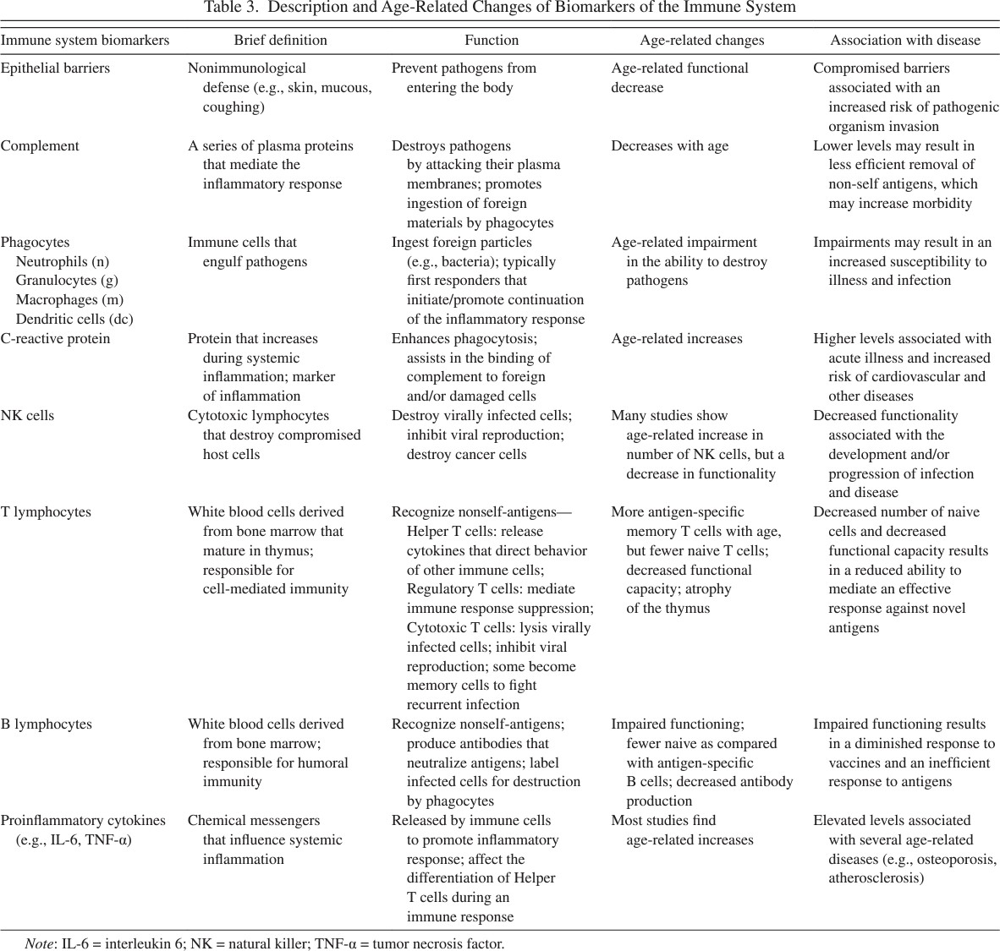 Table 3. Description and Age-Related Changes of Biomarkers of the Immune System
Immune system biomarkers
Brief definition
Function
Age-related changes
Association with disease
Epithelial barriers
Nonimmunological
defense (e.g., skin, mucous,
coughing)
Prevent pathogens from
entering the body
Age-related functional
decrease
Compromised barriers
associated with an
increased risk of pathogenic
organism invasion
Complement
A series of plasma proteins
that mediate the
inflammatory response
Destroys pathogens
by attacking their plasma
membranes; promotes
ingestion of foreign
materials by phagocytes
Decreases with age
Lower levels may result in
less efficient removal of
non-self antigens, which
may increase morbidity
Phagocytes
Neutrophils (n)
Granulocytes (g)
Macrophages (m)
Dendritic cells (dc)
Immune cells that
engulf pathogens
Ingest foreign particles
(e.g., bacteria); typically
first responders that
initiate/promote continuation
of the inflammatory response
Age-related impairment
in the ability to destroy
pathogens
Impairments may result in an
increased susceptibility to
illness and infection
C-reactive protein
Protein that increases
during systemic
inflammation; marker
of inflammation
Enhances phagocytosis;
assists in the binding of
complement to foreign
and/or damaged cells
Age-related increases
Higher levels associated with
acute illness and increased
risk of cardiovascular and
other diseases
NK cells
Cytotoxic lymphocytes
that destroy compromised
host cells
Destroy virally infected cells;
inhibit viral reproduction;
destroy cancer cells
Many studies show
age-related increase in
number of NK cells, but a
decrease in functionality
Decreased functionality
associated with the
development and/or
progression of infection
and disease
T lymphocytes
White blood cells derived
from bone marrow that
mature in thymus;
responsible for
cell-mediated immunity
Recognize nonself-antigens—
Helper T cells: release
cytokines that direct behavior
of other immune cells;
Regulatory T cells: mediate
immune response suppression;
Cytotoxic T cells: lysis virally
infected cells; inhibit viral
reproduction; some become
memory cells to fight
recurrent infection
More antigen-specific
memory T cells with age,
but fewer naive T cells;
decreased functional
capacity; atrophy
of the thymus
Decreased number of naive
cells and decreased
functional capacity results
in a reduced ability to
mediate an effective
response against novel
antigens
B lymphocytes
White blood cells derived
from bone marrow;
responsible for humoral
immunity
Recognize nonself-antigens;
produce antibodies that
neutralize antigens; label
infected cells for destruction
by phagocytes
Impaired functioning;
fewer naive as compared
with antigen-specific
B cells; decreased antibody
production
Impaired functioning results
in a diminished response to
vaccines and an inefficient
response to antigens
Proinflammatory cytokines
(e.g., IL-6, TNF-α)
Chemical messengers
that influence systemic
inflammation
Released by immune cells
to promote inflammatory
response; affect the
differentiation of Helper
T cells during an
immune response
Most studies find
age-related increases
Elevated levels associated
with several age-related
diseases (e.g., osteoporosis,
atherosclerosis)
Note: IL-6 = interleukin 6; NK = natural killer; TNF-α = tumor necrosis factor.